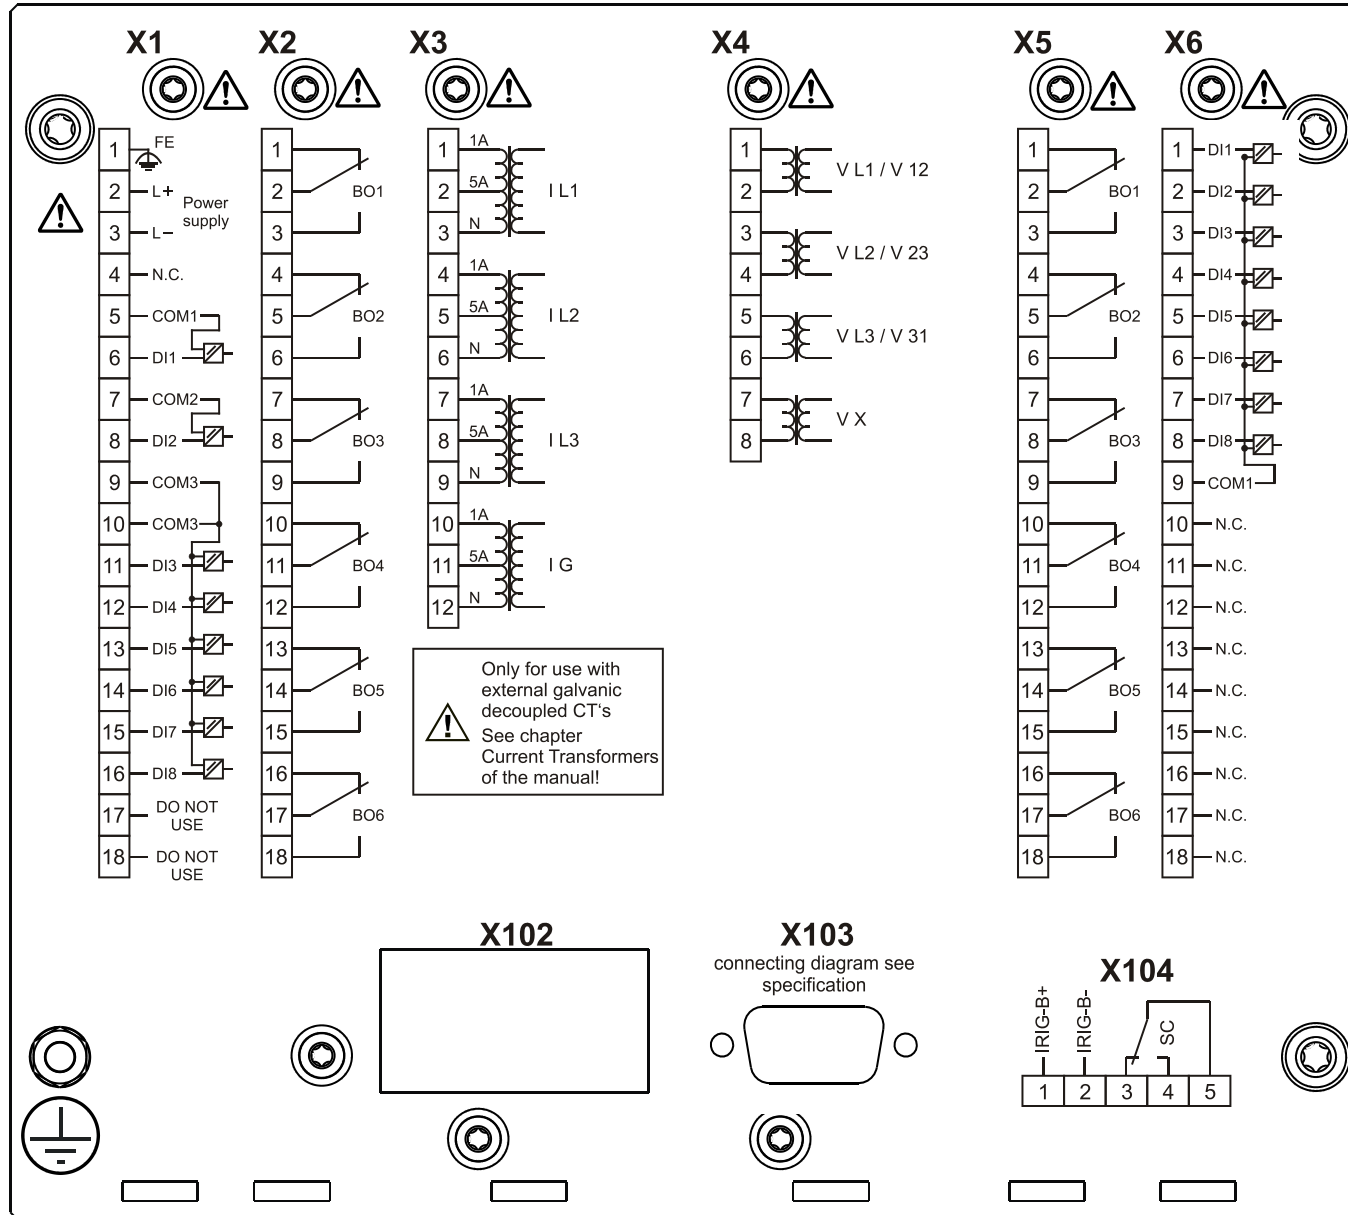 X1
X2
X3
X4
X5
X6
1 FE
2 L+
Power
supply
3 L-
4 N.C.
5 COM1
6 DI1
7 COM2
8 DI2
9 COM3
10 COM3
11 DI3
12 DI4
13 DI5
14 DI6
15 DI7
16 DI8
17 DO NOT
USE
18 DO NOT
USE
1
2 BO1
3
4
5 BO2
6
7
8 BO3
9
10
11 BO4
12
13
14 BO5
15
16
17 BO6
18
1 1A
2 5A I L1
3 N
4 1A
5 5A I L2
6 N
7 1A
8 5A I L3
9 N
10 1A
11 5A I G
12 N
Only for use with
external galvanic
decoupled CT's
See chapter
Current Transformers
of the manual!
1
V L1 / V 12
2
3
V L2 / V 23
4
5
V L3 / V 31
6
7
V X
8
1
2 BO1
3
4
5 BO2
6
7
8 BO3
9
10
11 BO4
12
13
14 BO5
15
16
17 BO6
18
1 DI1
2 DI2
3 DI3
4 DI4
5 DI5
6 DI6
7 DI7
8 DI8
9 COM1
10 N.C.
11 N.C.
12 N.C.
13 N.C.
14 N.C.
15 N.C.
16 N.C.
17 N.C.
18 N.C.
X102
X103
connecting diagram see
specification
X104
IRIG-B+
IRIG-B-
SC
1 2 3 4 5